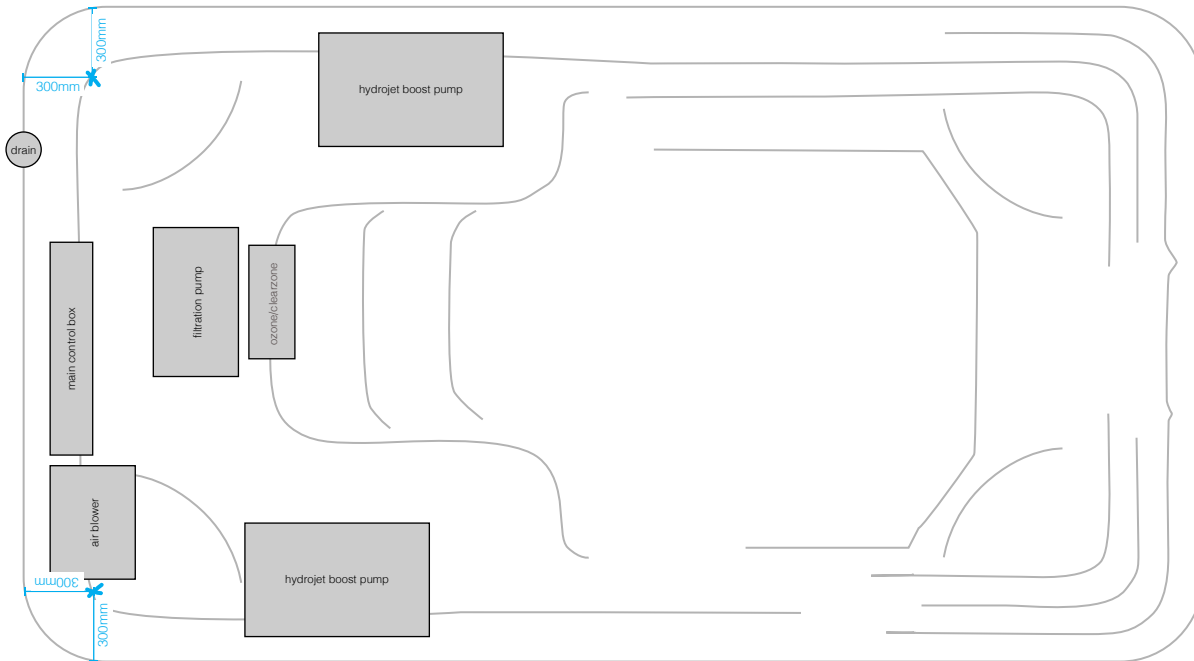 300mm
300mm
hydrojet boost pump
drain
filtration pump
ozone/clearzone
main control box
air blower
300mm
hydrojet boost pump
300mm